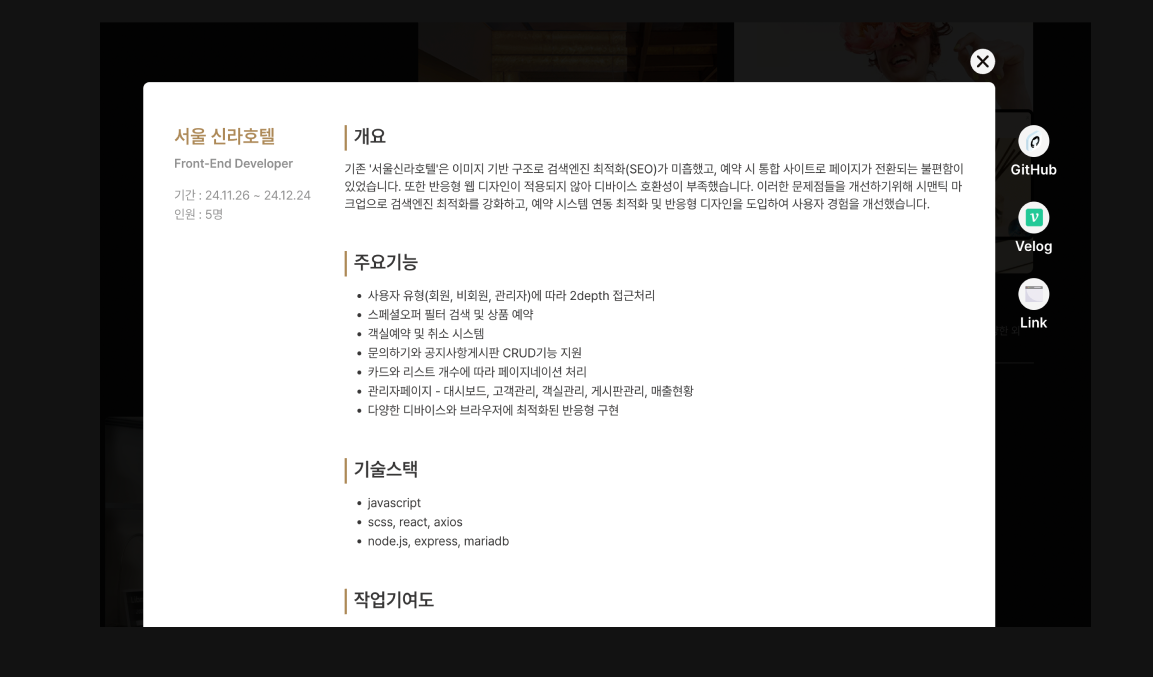 서울 신라호텔
Front-End Developer
기간 : 24.11.26 ~ 24.12.24
인원 : 5명
개요
기존 '서울신라호텔'은 이미지 기반 구조로 검색엔진 최적화(SEO)가 미흡했고, 예약 시 통합 사이트로 페이지가 전환되는 불편함이
있었습니다. 또한 반응형 웹 디자인이 적용되지 않아 디바이스 호환성이 부족했습니다. 이러한 문제점들을 개선하기위해 시맨틱 마
크업으로 검색엔진 최적화를 강화하고, 예약 시스템 연동 최적화 및 반응형 디자인을 도입하여 사용자 경험을 개선했습니다.
주요기능
• 사용자 유형(회원, 비회원, 관리자)에 따라 2depth 접근처리
• 스페셜오퍼 필터 검색 및 상품 예약
• 객실예약 및 취소 시스템
• 문의하기와 공지사항게시판 CRUD기능 지원
• 카드와 리스트 개수에 따라 페이지네이션 처리
• 관리자페이지 - 대시보드, 고객관리, 객실관리, 게시판관리, 매출현황
• 다양한 디바이스와 브라우저에 최적화된 반응형 구현
기술스택
• javascript
• scss, react, axios
• node.js, express, mariadb
작업기여도
GitHub
Velog
Link